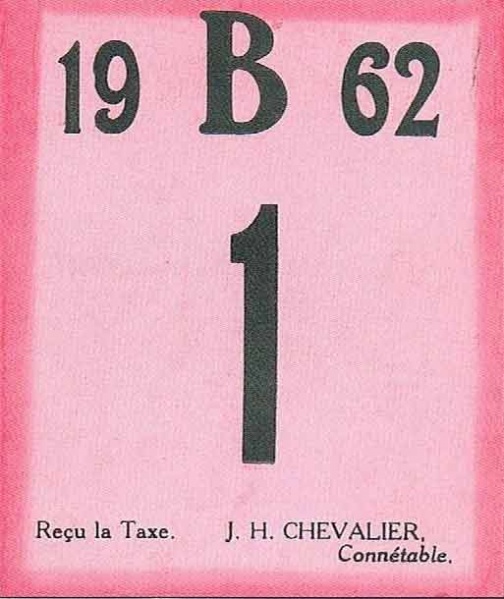 19 B 62
1
Reçu la Taxe. J. H. CHEVALIER,
Connétable.